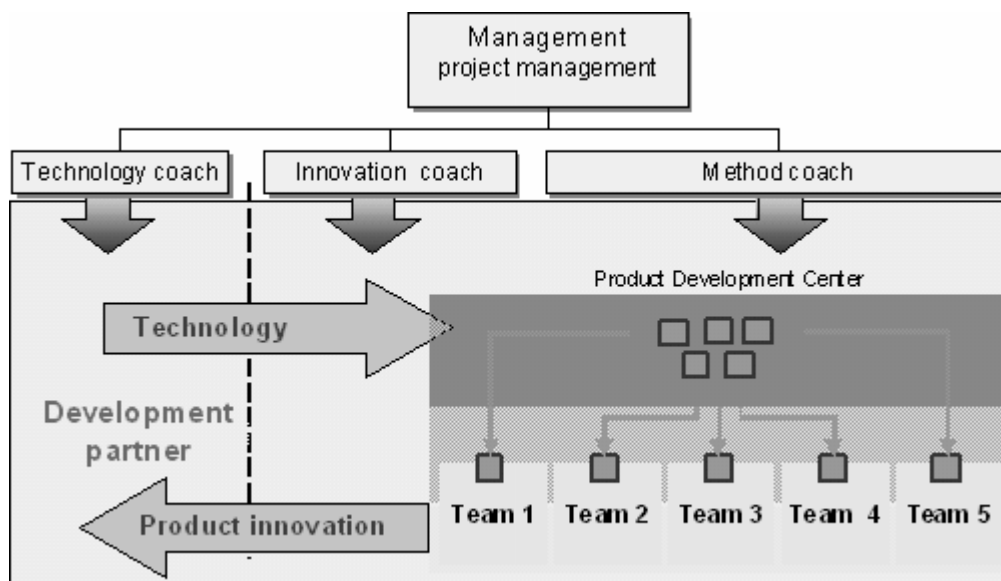 Management
project management
Technology coach
Innovation coach
Method coach
Product Development Center
Technology
Development
partner
Product innovation
Team 1
Team 2
Team 3
Team 4
Team 5